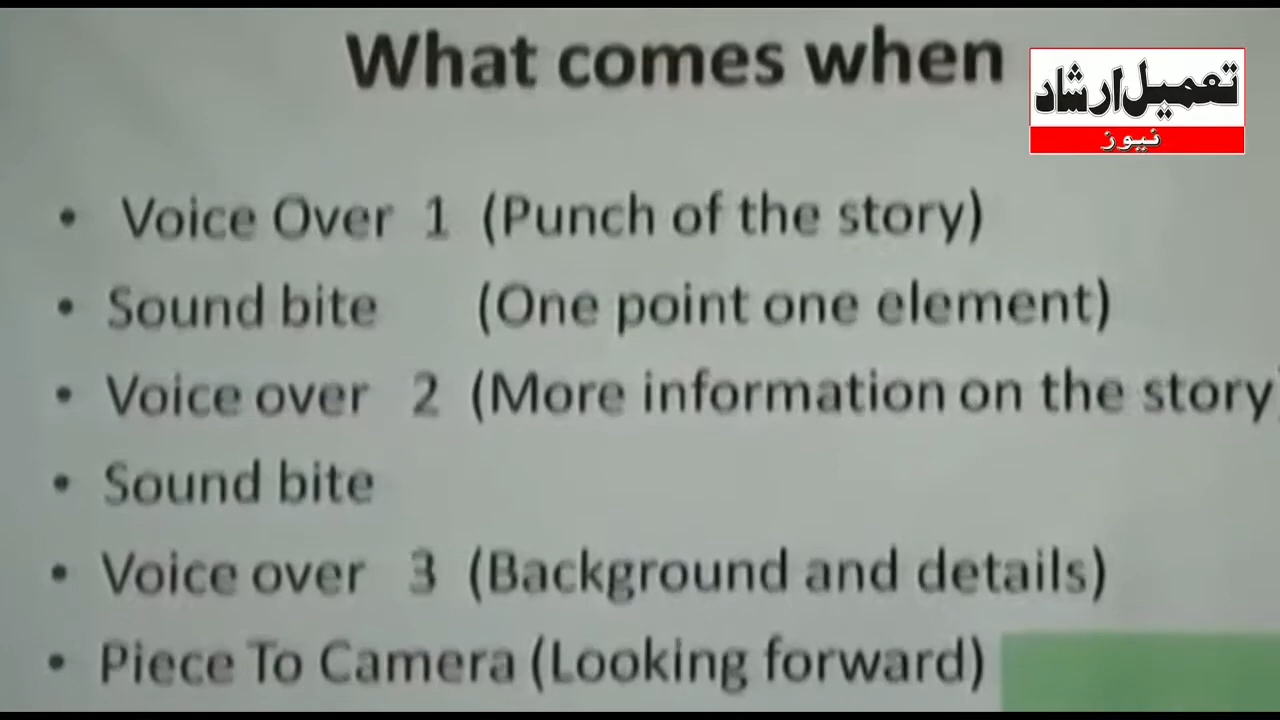 What comes when
تعمیل ارشاد
نیوز
• Voice Over 1 (Punch of the story)
• Sound bite (One point one element)
• Voice over 2 (More information on the story)
• Sound bite
• Voice over 3 (Background and details)
• Piece To Camera (Looking forward)